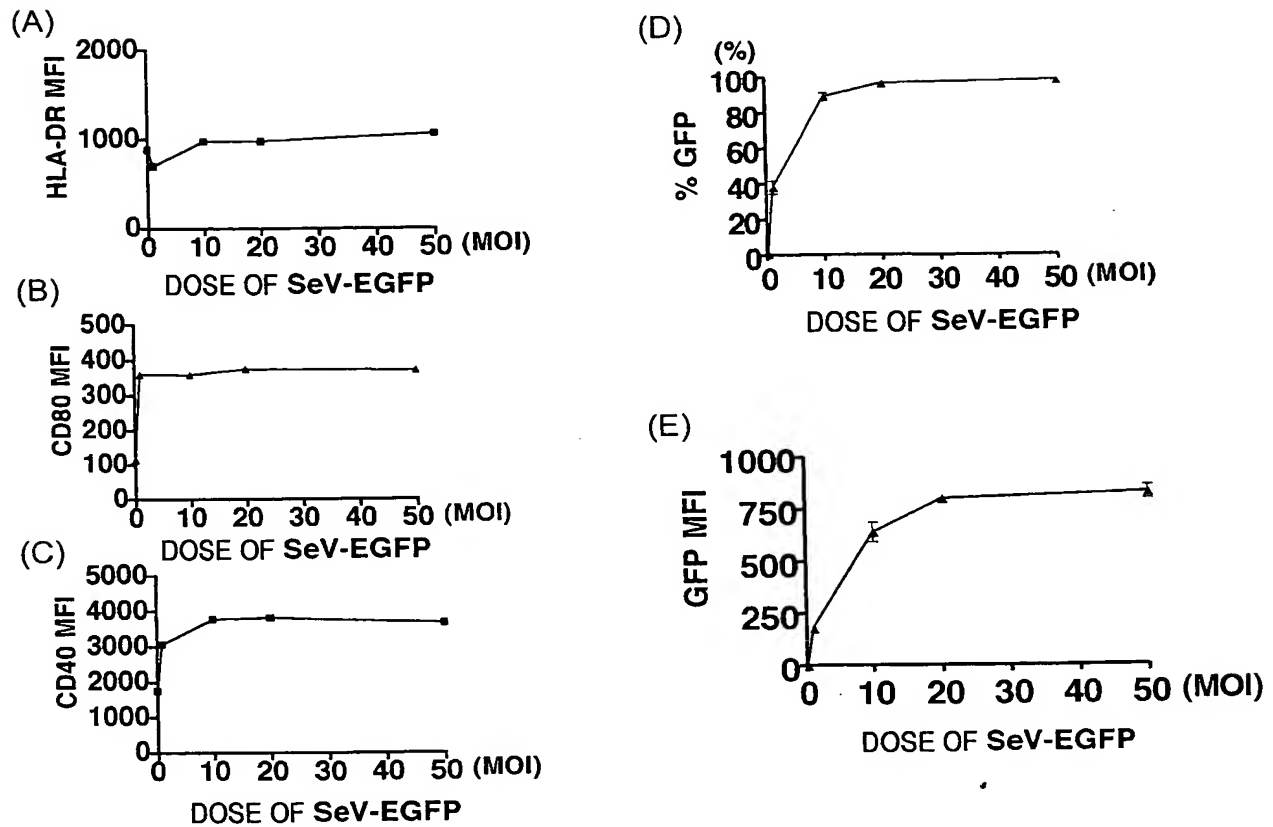 (A)
HLA-DR MFI
2000
1000
0
0 10 20 30 40 50 (MOI)
DOSE OF SeV-EGFP
(B)
CD80 MFI
500
400
300
200
100
0
0 10 20 30 40 50 (MOI)
DOSE OF SeV-EGFP
(C)
CD40 MFI
5000
4000
3000
2000
1000
0
0 10 20 30 40 50 (MOI)
DOSE OF SeV-EGFP
(D)
(%)
% GFP
100
80
60
40
20
0
0 10 20 30 40 50 (MOI)
DOSE OF SeV-EGFP
(E)
GFP MFI
1000
750
500
250
0
0 10 20 30 40 50 (MOI)
DOSE OF SeV-EGFP